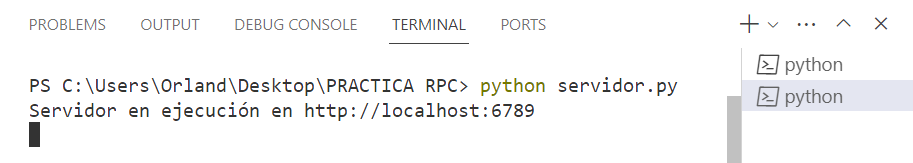 PROBLEMS OUTPUT DEBUG CONSOLE TERMINAL PORTS
PS C:\Users\Orland\Desktop\PRACTICA RPC> python servidor.py
Servidor en ejecución en http://localhost:6789
python
python